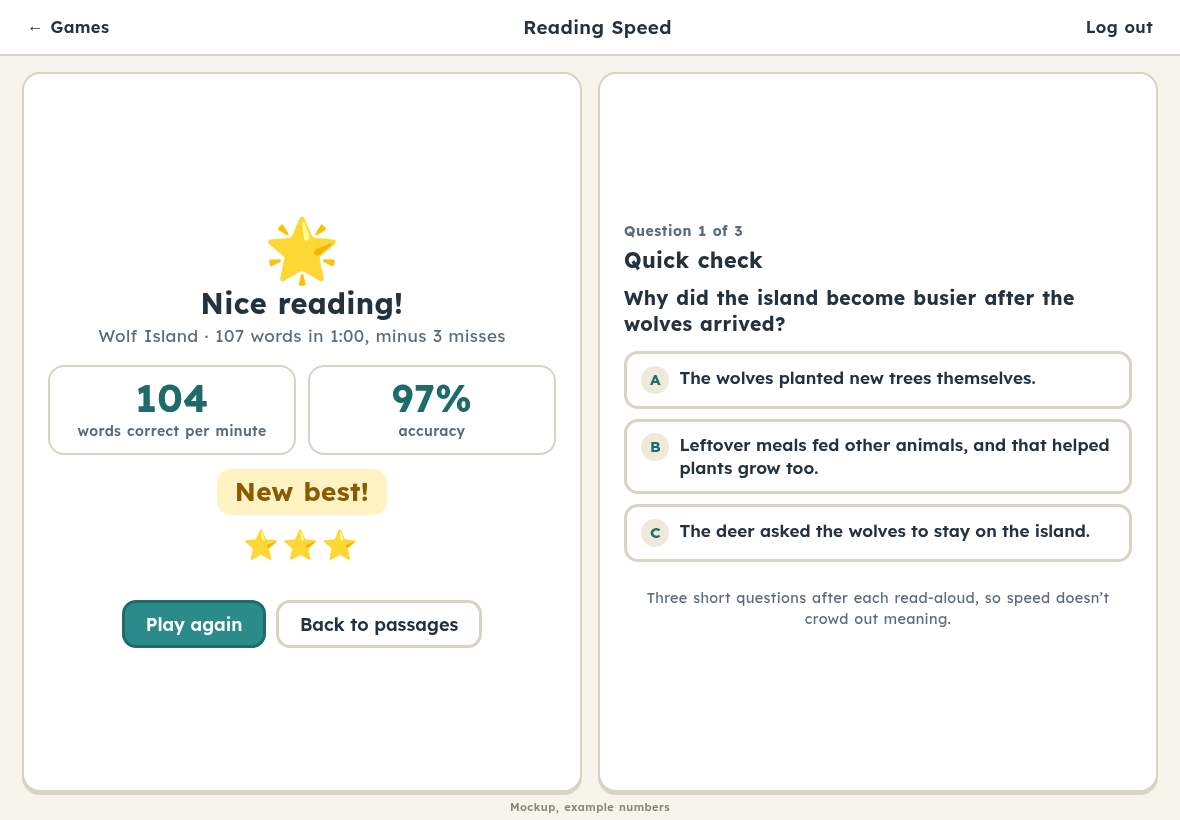 ← Games
Reading Speed
Log out
Nice reading!
Wolf Island · 107 words in 1:00, minus 3 misses
104
words correct per minute
97%
accuracy
New best!
Play again
Back to passages
Question 1 of 3
Quick check
Why did the island become busier after the
wolves arrived?
A
The wolves planted new trees themselves.
B
Leftover meals fed other animals, and that helped
plants grow too.
C
The deer asked the wolves to stay on the island.
Three short questions after each read-aloud, so speed doesn’t
crowd out meaning.
Mockup, example numbers